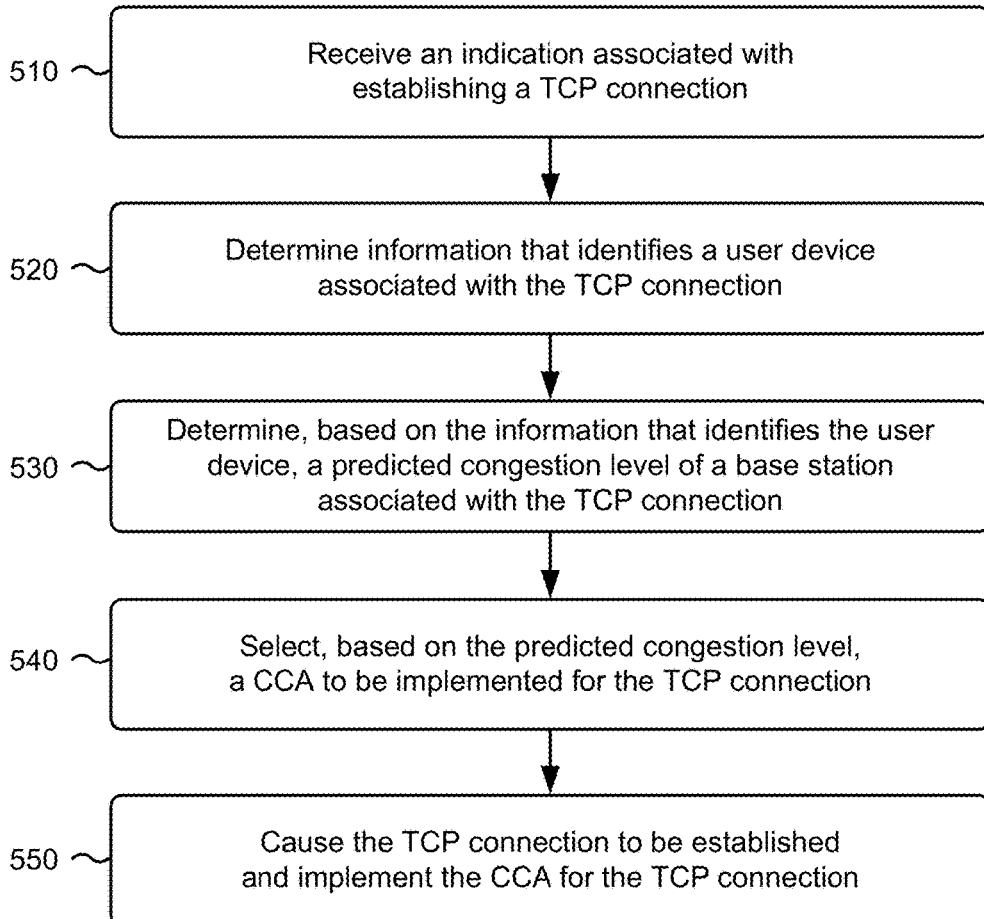 510
Receive an indication associated with
establishing a TCP connection
520
Determine information that identifies a user device
associated with the TCP connection
530
Determine, based on the information that identifies the user
device, a predicted congestion level of a base station
associated with the TCP connection
540
Select, based on the predicted congestion level,
a CCA to be implemented for the TCP connection
550
Cause the TCP connection to be established
and implement the CCA for the TCP connection